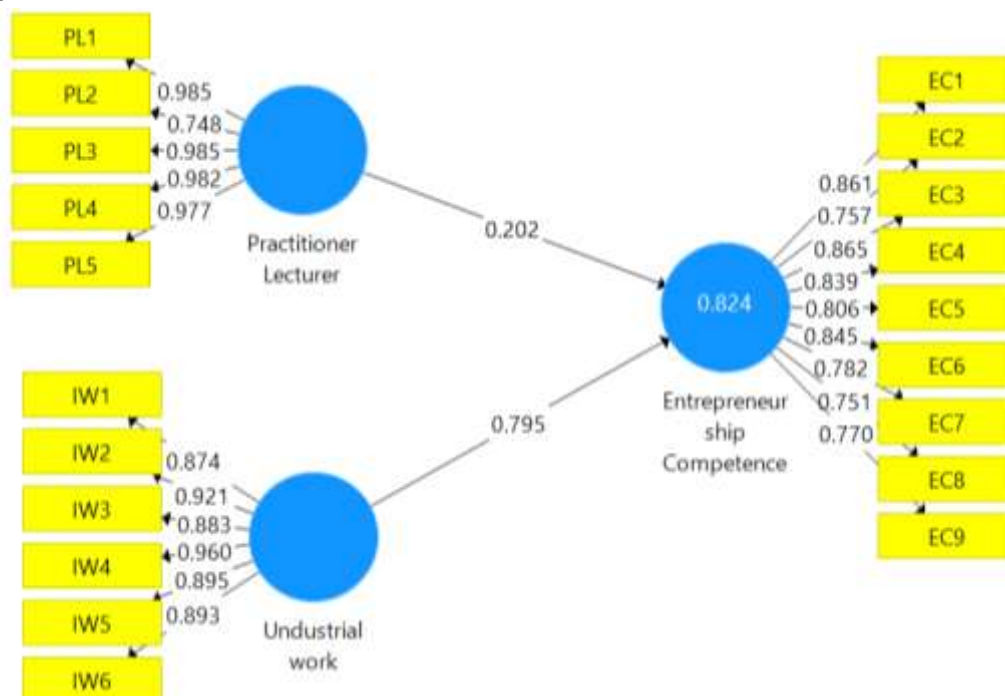 PL1
PL2
PL3
PL4
PL5
0.985
0.748
0.985
0.982
0.977
Practitioner
Lecturer
0.202
IW1
IW2
IW3
IW4
IW5
IW6
0.874
0.921
0.883
0.960
0.895
0.893
Undustrial
work
0.795
0.824
Entrepreneur
ship
Competence
0.861
0.757
0.865
0.839
0.806
0.845
0.782
0.751
0.770
EC1
EC2
EC3
EC4
EC5
EC6
EC7
EC8
EC9